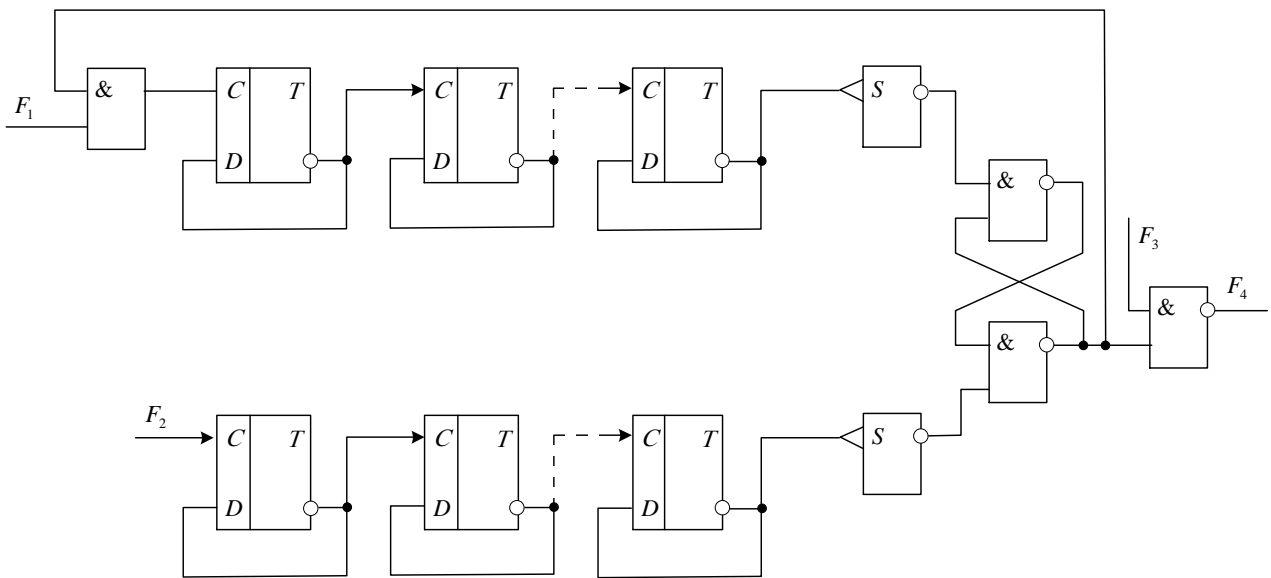 & C T C T C T S
F₁
D D D
&
F₃
F₄
&
&
F₂ C T C T C T S
D D D